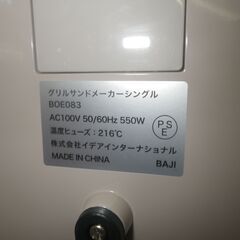 グリルサンドメーカーシングル
BOE083
AC100V 50/60Hz 550W
温度ヒューズ：216℃
株式会社イデアインターナショナル
MADE IN CHINA
BAJI
PSE